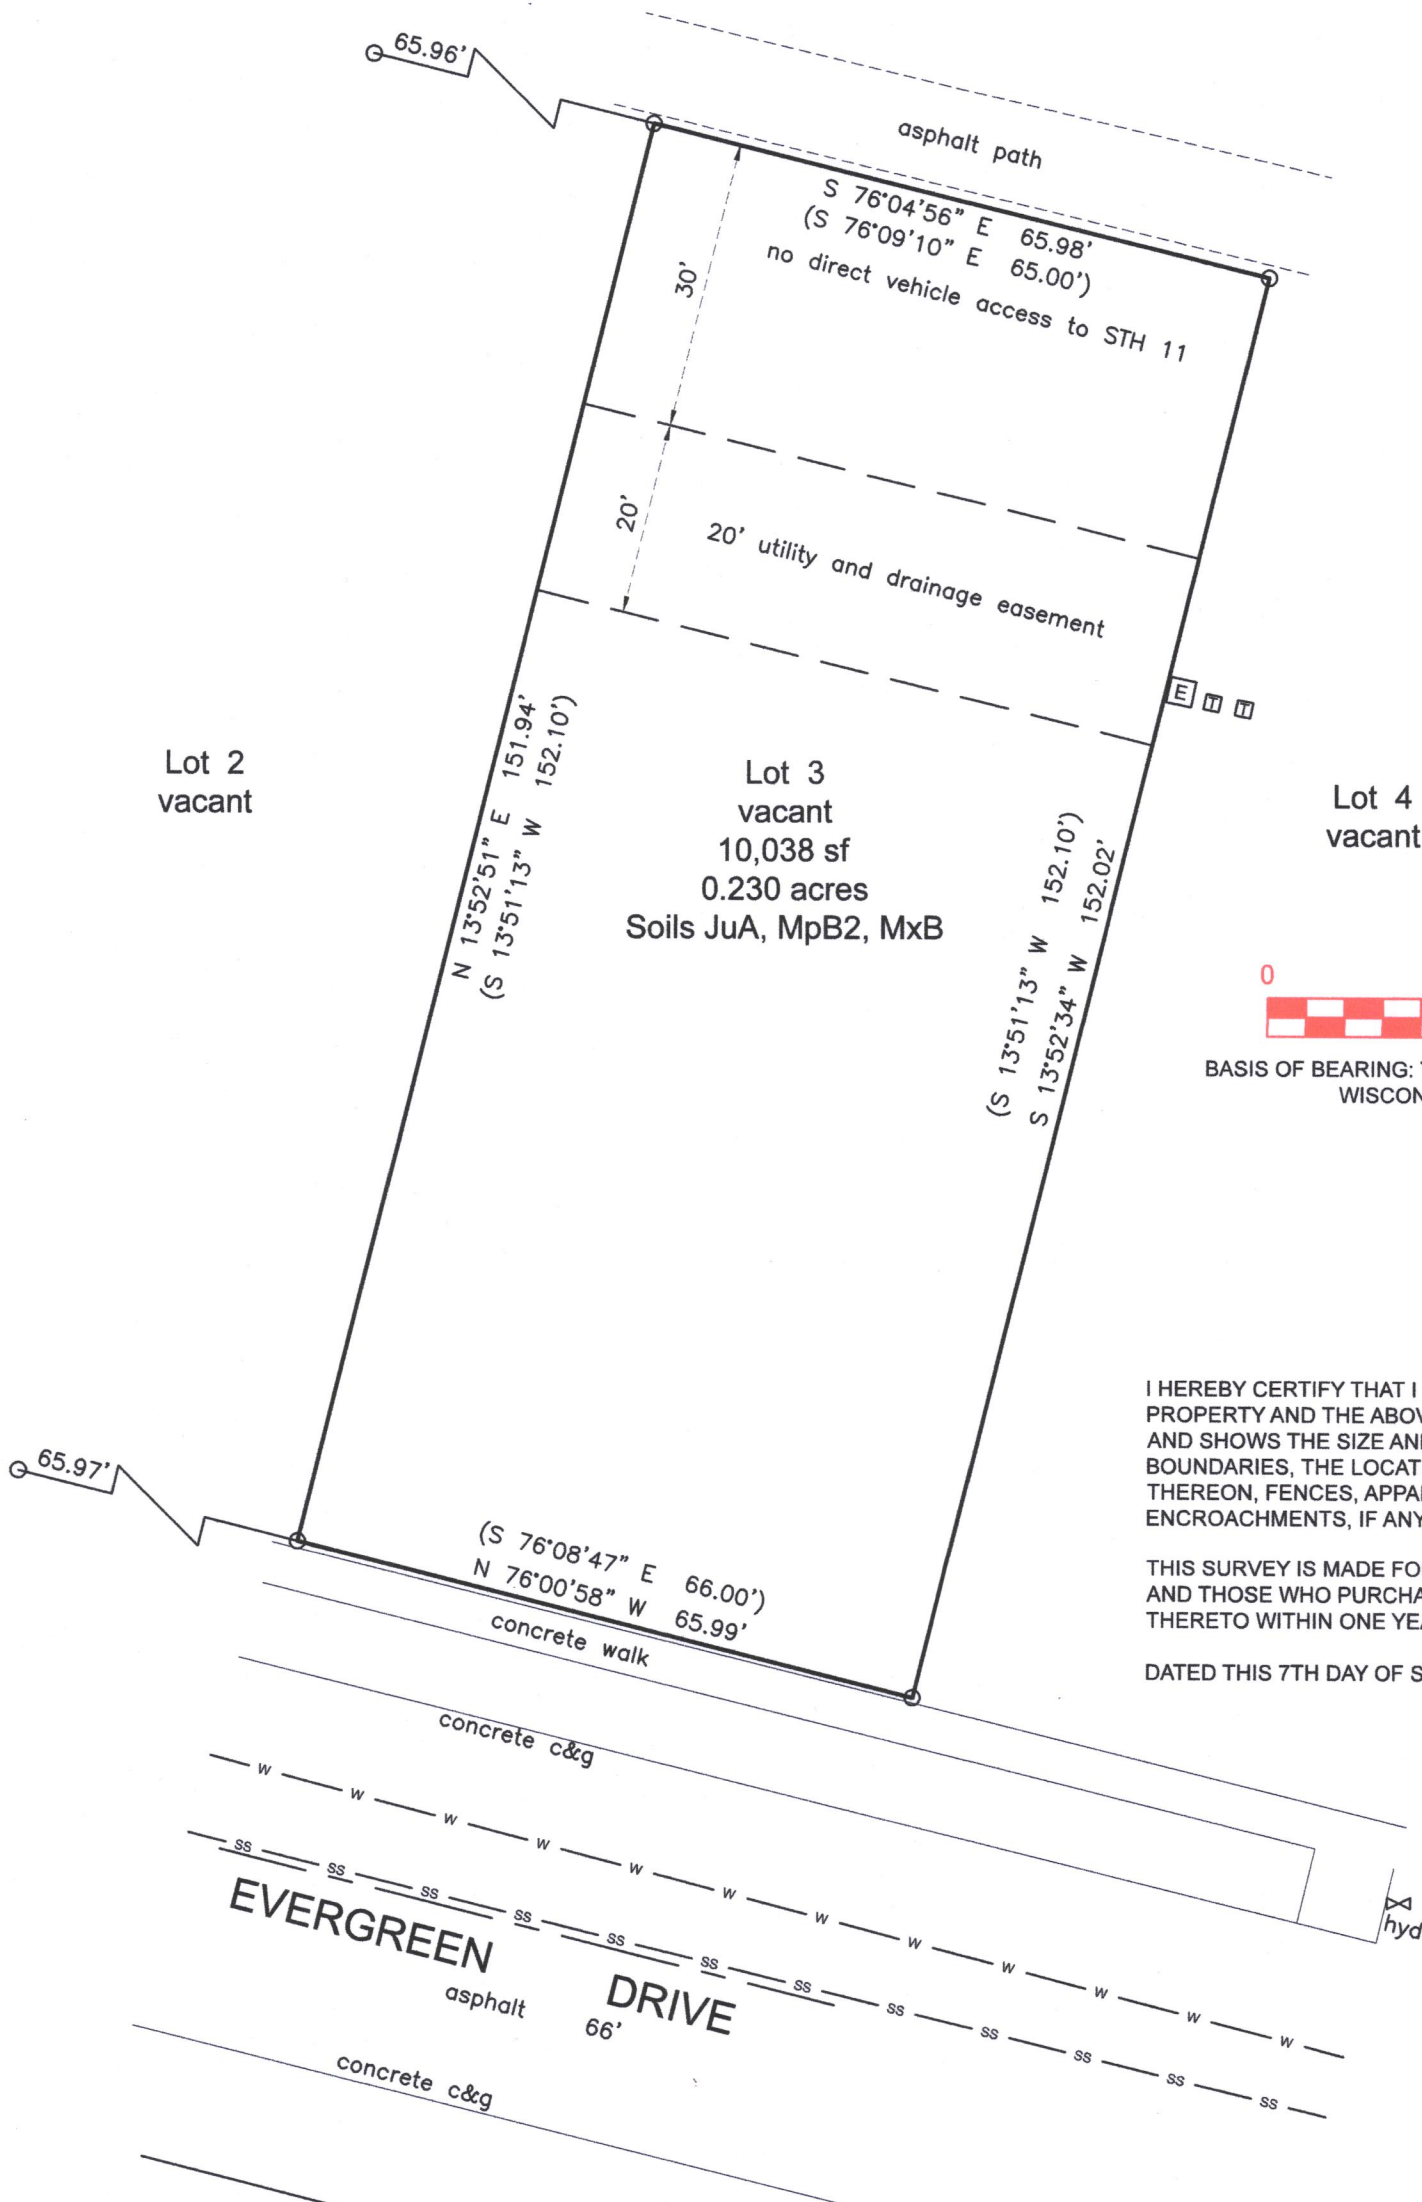 65.96'
asphalt path
S 76°04'56" E 65.98'
(S 76°09'10" E 65.00')
no direct vehicle access to STH 11
30'
20'
20' utility and drainage easement
E T T
N 13°52'51" E 151.94'
(S 13°51'13" W 152.10')
Lot 2
vacant
Lot 3
vacant
10,038 sf
0.230 acres
Soils JuA, MpB2, MxB
Lot 4
vacant
(S 13°51'13" W 152.10')
S 13°52'34" W 152.02'
0
BASIS OF BEARING:
WISCON
I HEREBY CERTIFY THAT I
PROPERTY AND THE ABOV
AND SHOWS THE SIZE AN
BOUNDARIES, THE LOCAT
THEREON, FENCES, APPA
ENCROACHMENTS, IF ANY
THIS SURVEY IS MADE FO
AND THOSE WHO PURCHA
THERETO WITHIN ONE YE
DATED THIS 7TH DAY OF S
65.97'
(S 76°08'47" E 66.00')
N 76°00'58" W 65.99'
concrete walk
concrete c&g
w w w w w w w w w w w w
ss ss ss ss ss ss ss ss ss ss ss ss
EVERGREEN DRIVE
asphalt 66'
hyd
concrete c&g